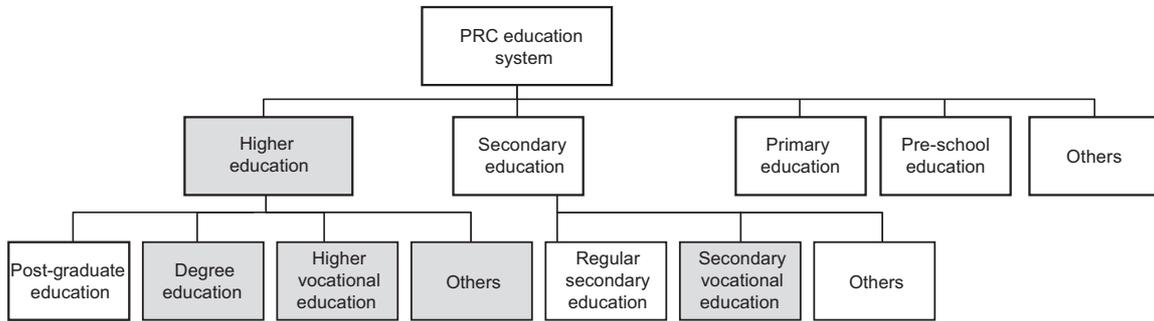 PRC education
system
Higher
education
Secondary
education
Primary
education
Pre-school
education
Others
Post-graduate
education
Degree
education
Higher
vocational
education
Others
Regular
secondary
education
Secondary
vocational
education
Others